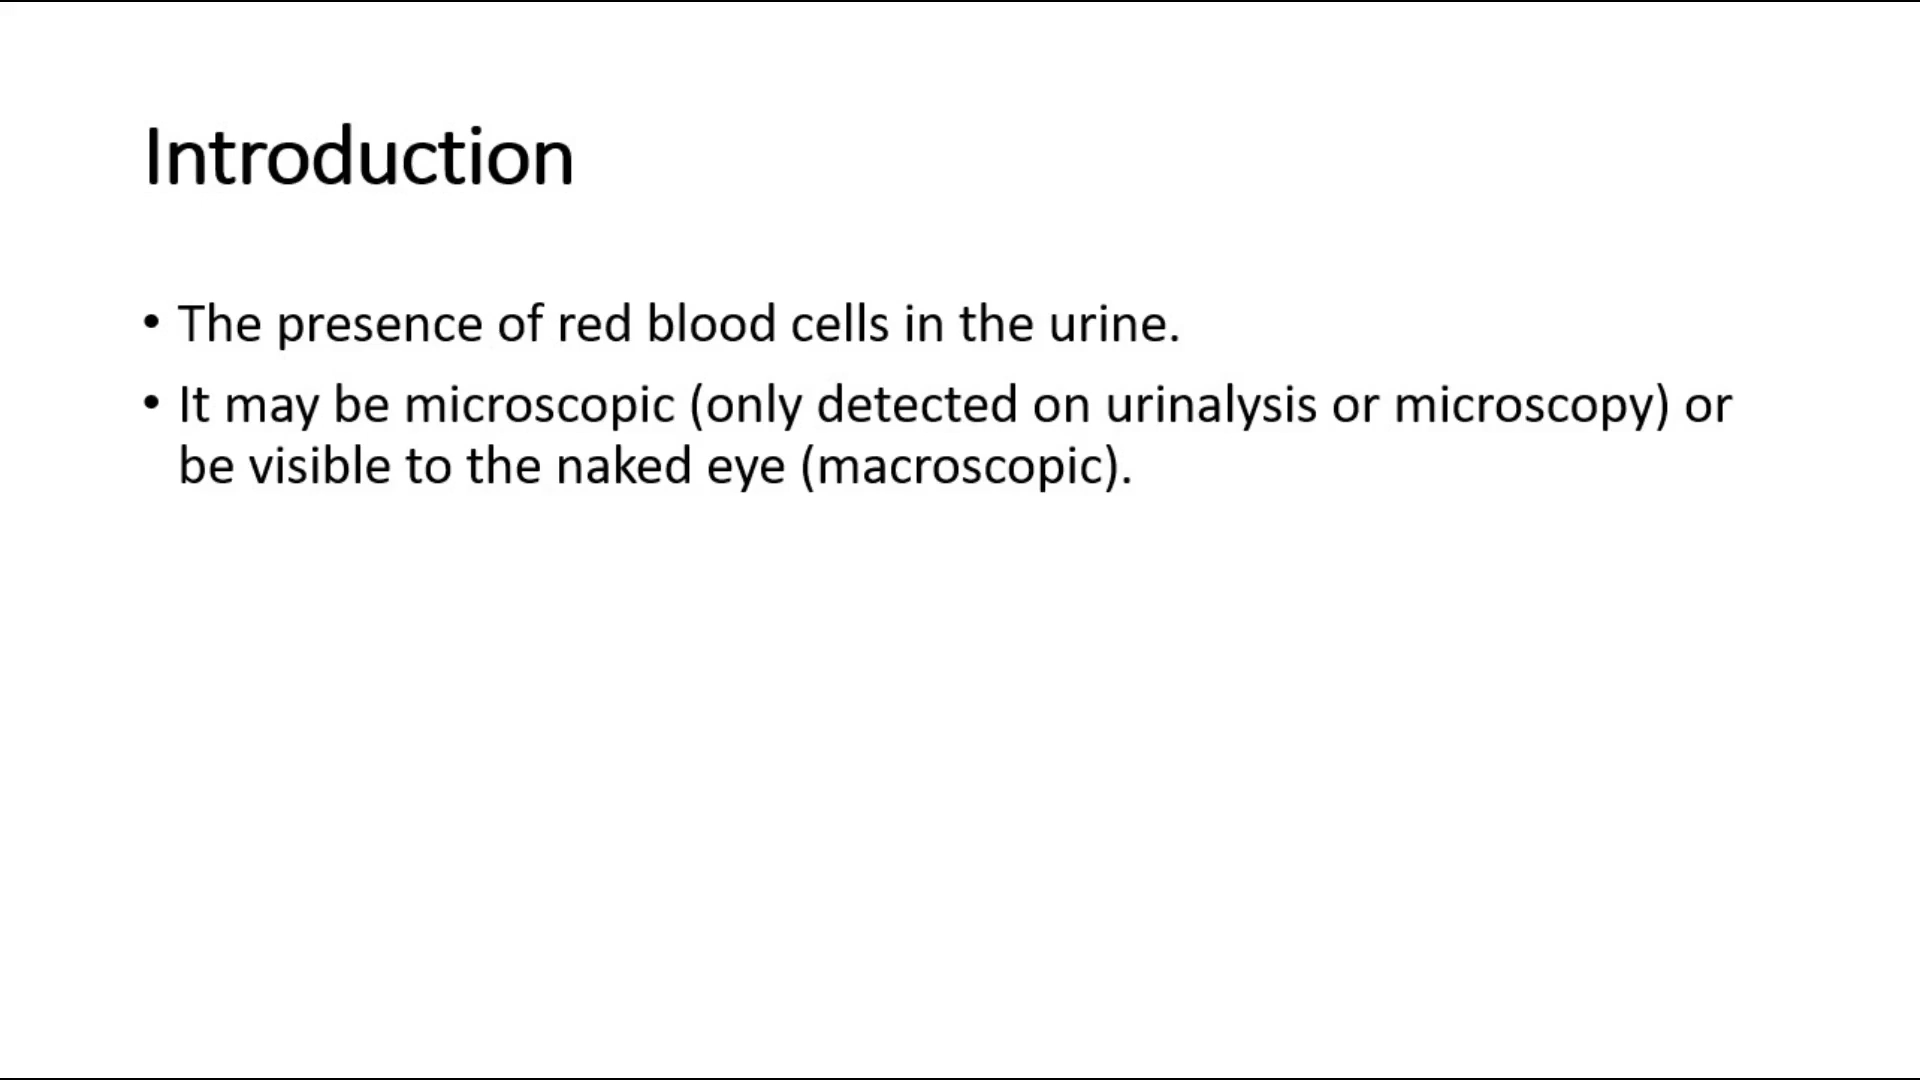 Introduction
• The presence of red blood cells in the urine.
• It may be microscopic (only detected on urinalysis or microscopy) or
be visible to the naked eye (macroscopic).